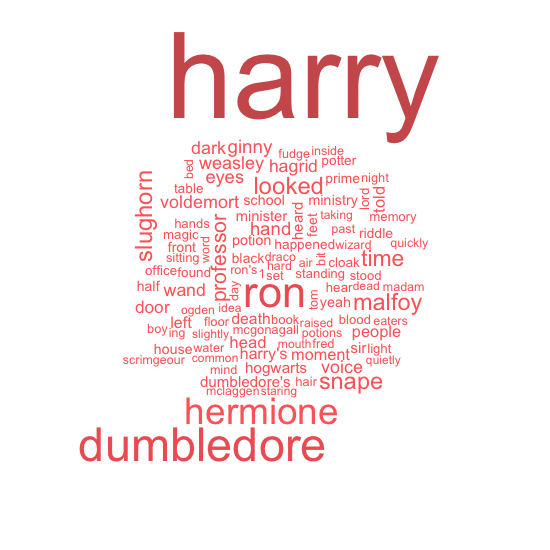 harry
dark ginny
fudge inside
bed weasley hagrid potter
eyes prime night
table looked lord told
slughorn voldemort school ministry
minister heard feet taking memory
hands professor hand past riddle
magic word potion happened wizard quickly
front black draco bit cloak time
sitting hard air
office found ron's 1 set standing stood
half wand day ron tom hear dead madam
yeah malfoy
door ogden idea death book raised blood eaters
left floor mcgonagall potions people
boy ing slightly head mouth fred sir light
house water harry's moment
scrimgeour common hogwarts voice quietly
mind
dumbledore's hair snape
mclaggen staring
hermione
dumbledore